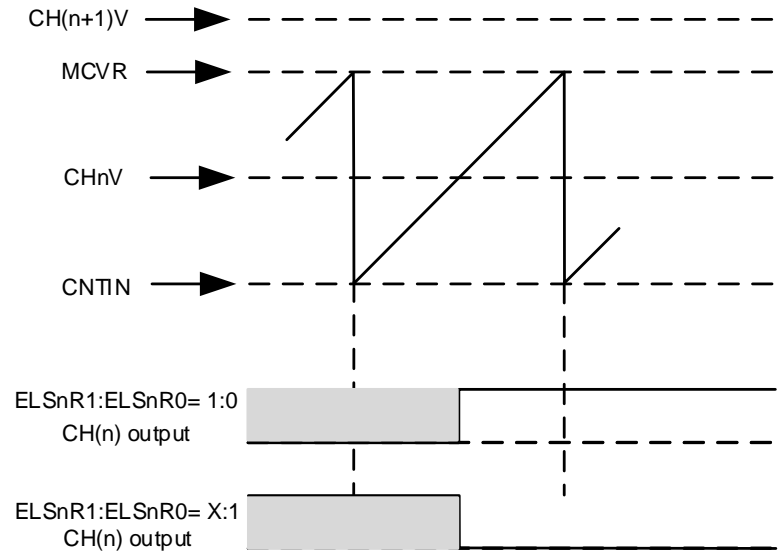 CH(n+1)V
MCVR
CHnV
CNTIN
ELSnR1:ELSnR0= 1:0
CH(n) output
ELSnR1:ELSnR0= X:1
CH(n) output